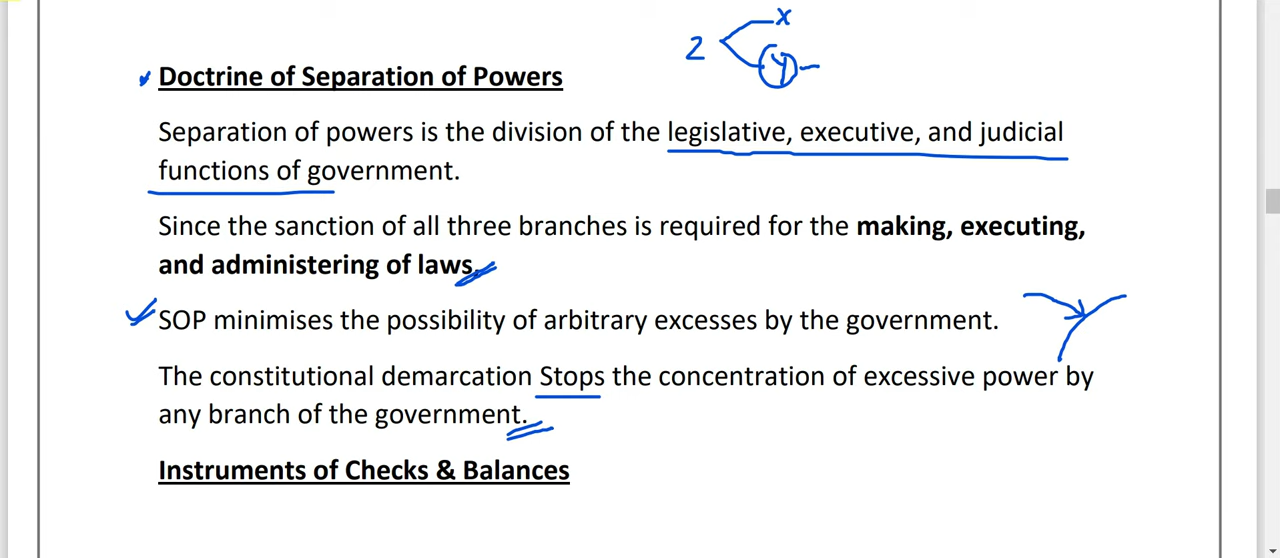 2
x
y
Doctrine of Separation of Powers
Separation of powers is the division of the legislative, executive, and judicial
functions of government.
Since the sanction of all three branches is required for the making, executing,
and administering of laws.
SOP minimises the possibility of arbitrary excesses by the government.
The constitutional demarcation Stops the concentration of excessive power by
any branch of the government.
Instruments of Checks & Balances